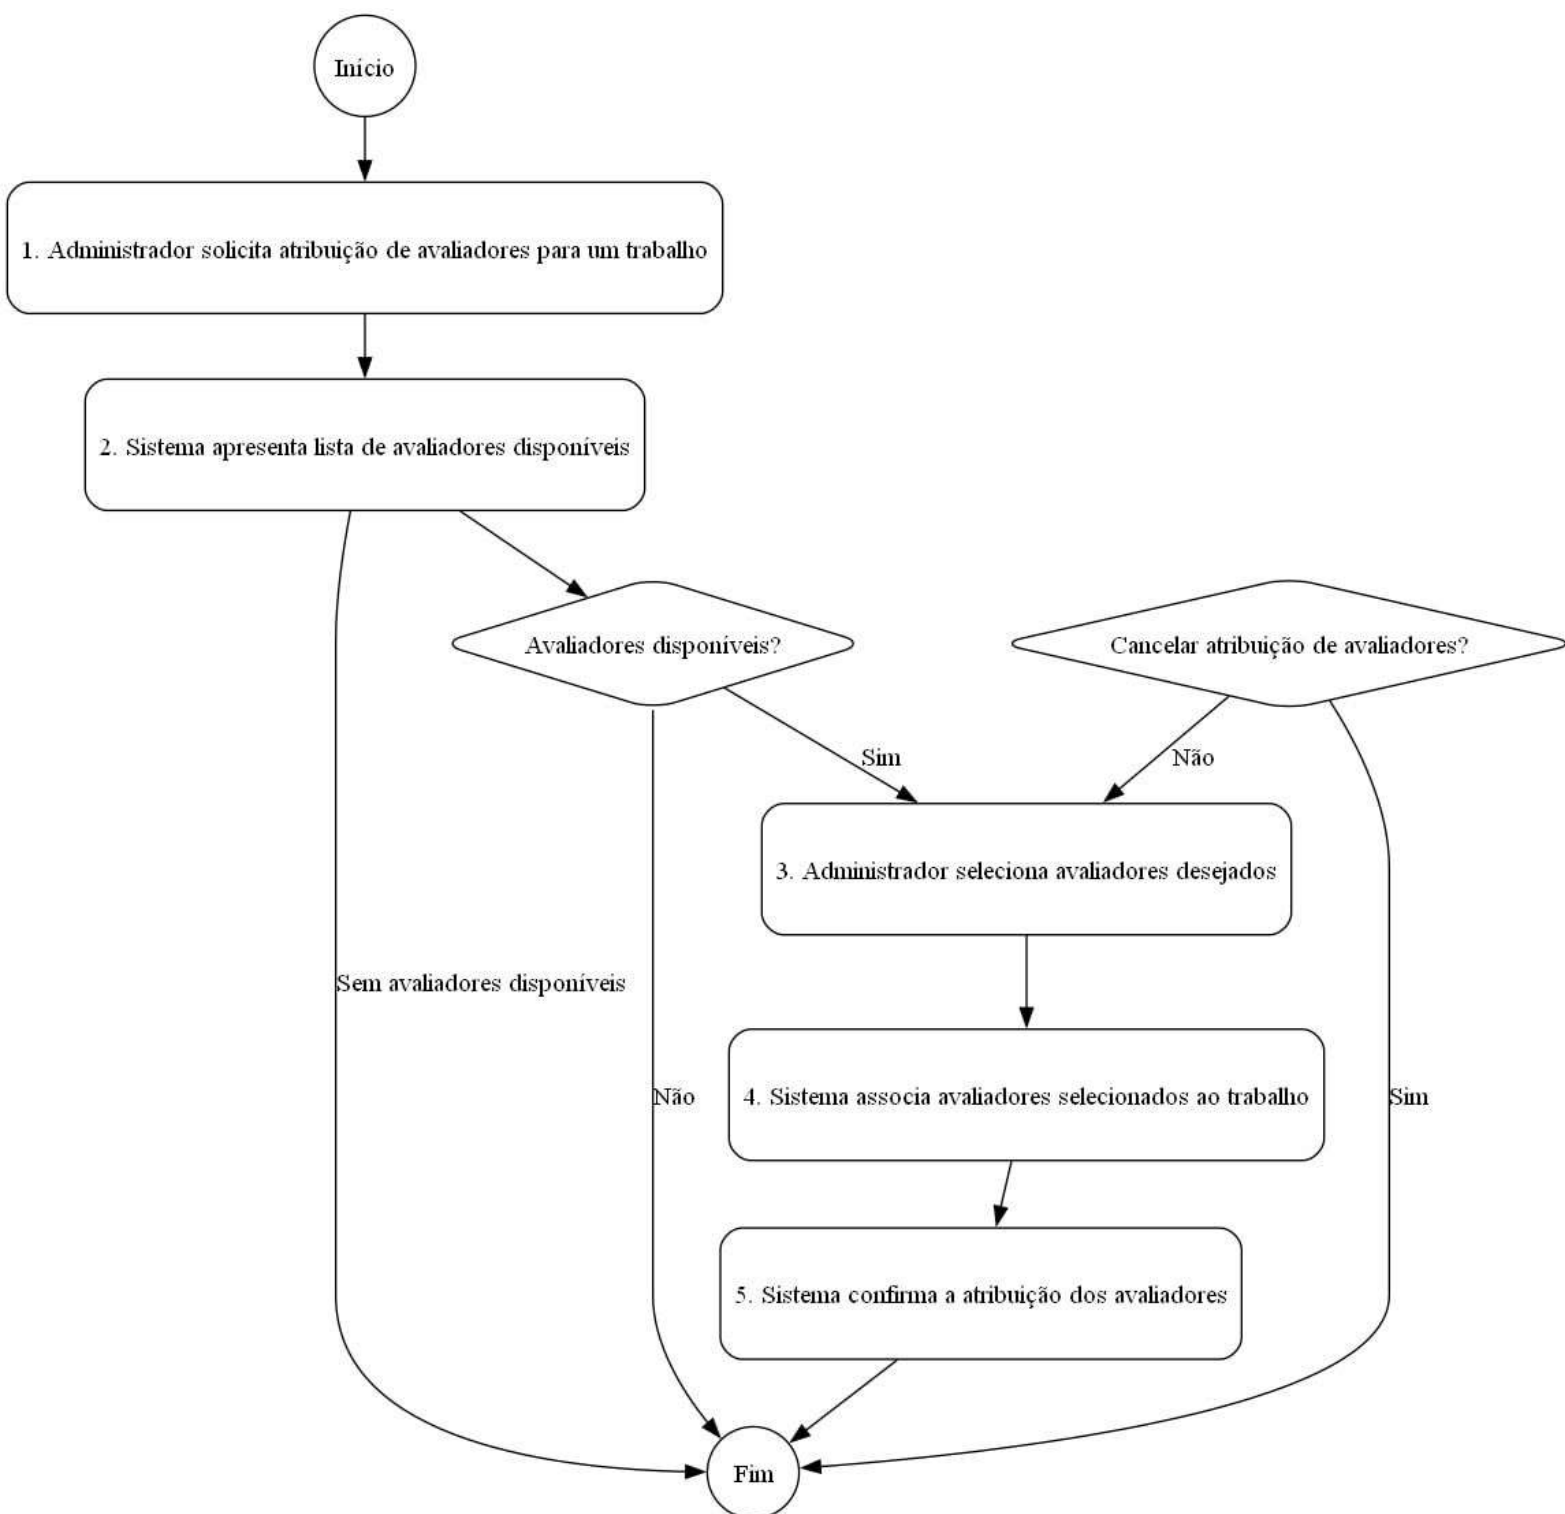 Início
1. Administrador solicita atribuição de avaliadores para um trabalho
2. Sistema apresenta lista de avaliadores disponíveis
Avaliadores disponíveis?
Cancelar atribuição de avaliadores?
Sim
Não
3. Administrador seleciona avaliadores desejados
Sem avaliadores disponíveis
Não
4. Sistema associa avaliadores selecionados ao trabalho
Sim
5. Sistema confirma a atribuição dos avaliadores
Fim